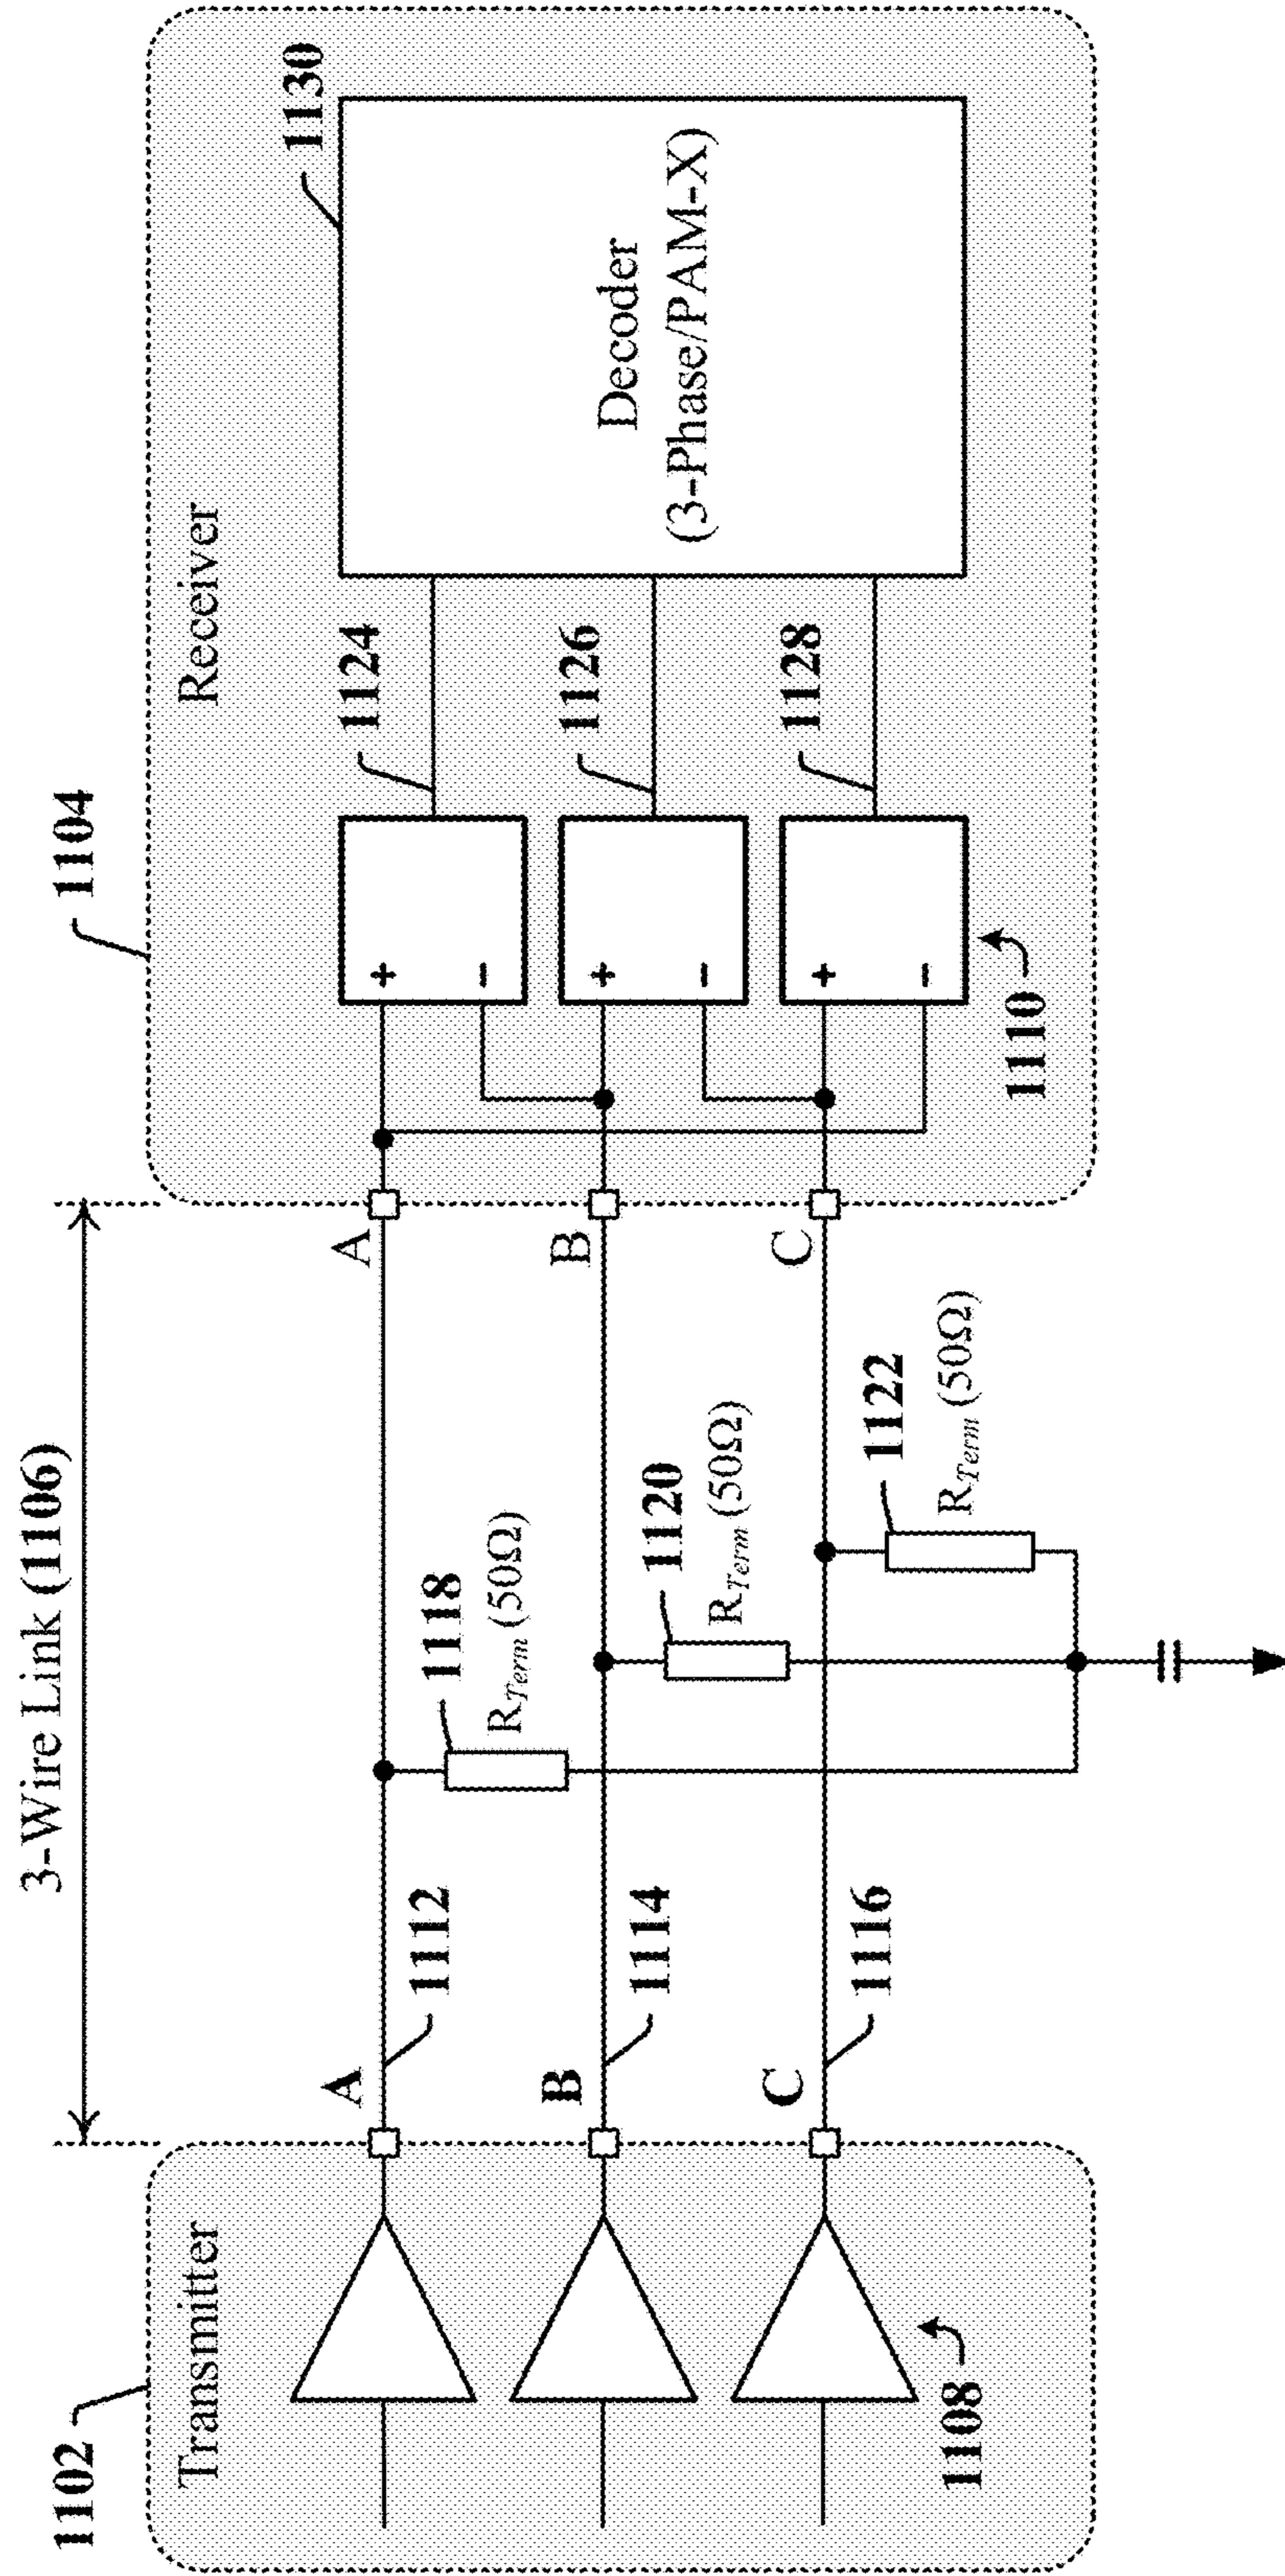 3-Wire Link (1106)
1102
1104
Transmitter
Receiver
1130
A
A
1112
1118
R_Term (50Ω)
+
−
1124
B
B
1114
1120
R_Term (50Ω)
+
−
1126
Decoder
(3-Phase/PAM-X)
C
C
1116
1122
R_Term (50Ω)
+
−
1128
1108
1110